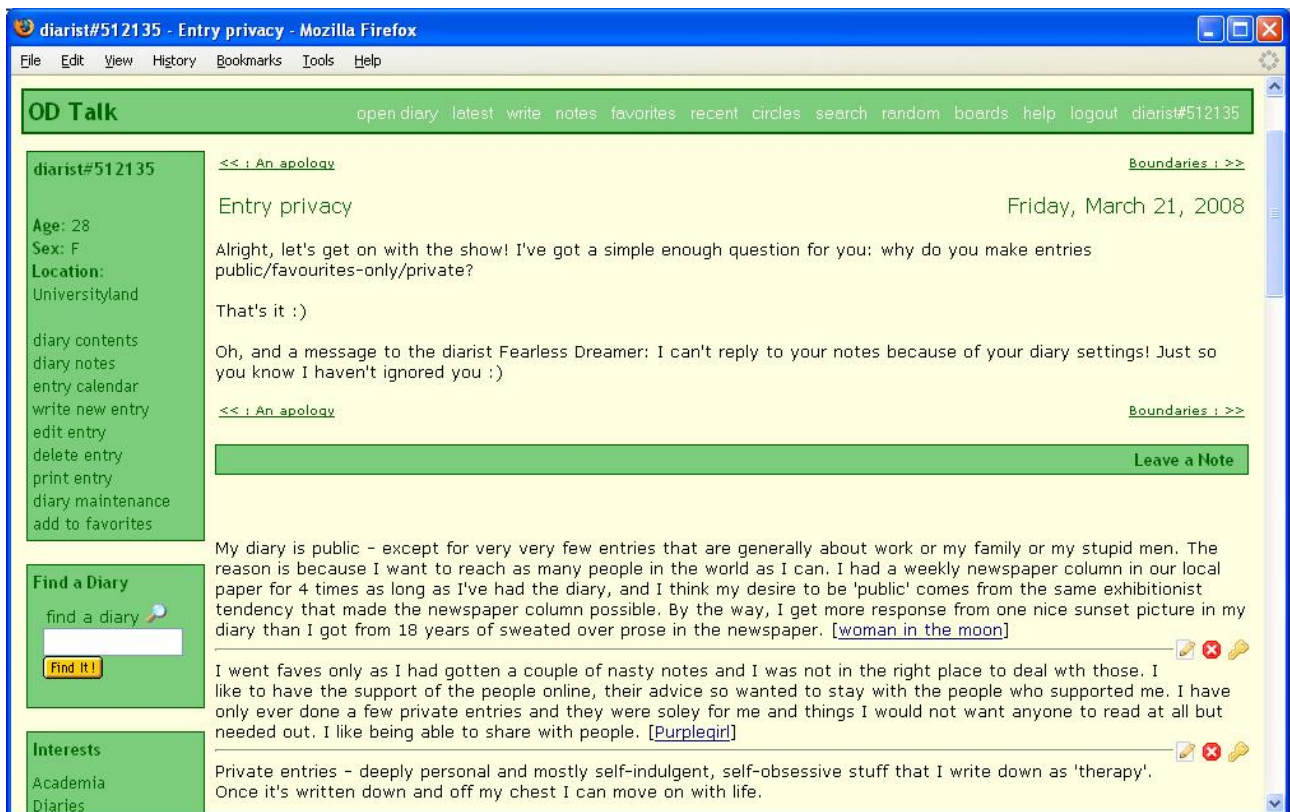 diarist#512135 - Entry privacy - Mozilla Firefox
File Edit View History Bookmarks Tools Help
OD Talk
open diary latest write notes favorites recent circles search random boards help logout diarist#512135
diarist#512135
Age: 28
Sex: F
Location:
Universityland
diary contents
diary notes
entry calendar
write new entry
edit entry
delete entry
print entry
diary maintenance
add to favorites
Find a Diary
find a diary
Find It!
Interests
Academia
Diaries
<< : An apology
Boundaries : >>
Entry privacy
Friday, March 21, 2008
Alright, let's get on with the show! I've got a simple enough question for you: why do you make entries
public/favourites-only/private?
That's it :)
Oh, and a message to the diarist Fearless Dreamer: I can't reply to your notes because of your diary settings! Just so
you know I haven't ignored you :)
<< : An apology
Boundaries : >>
Leave a Note
My diary is public - except for very very few entries that are generally about work or my family or my stupid men. The
reason is because I want to reach as many people in the world as I can. I had a weekly newspaper column in our local
paper for 4 times as long as I've had the diary, and I think my desire to be 'public' comes from the same exhibitionist
tendency that made the newspaper column possible. By the way, I get more response from one nice sunset picture in my
diary than I got from 18 years of sweated over prose in the newspaper. [woman in the moon]
I went faves only as I had gotten a couple of nasty notes and I was not in the right place to deal wth those. I
like to have the support of the people online, their advice so wanted to stay with the people who supported me. I have
only ever done a few private entries and they were soley for me and things I would not want anyone to read at all but
needed out. I like being able to share with people. [Purplegirl]
Private entries - deeply personal and mostly self-indulgent, self-obsessive stuff that I write down as 'therapy'.
Once it's written down and off my chest I can move on with life.